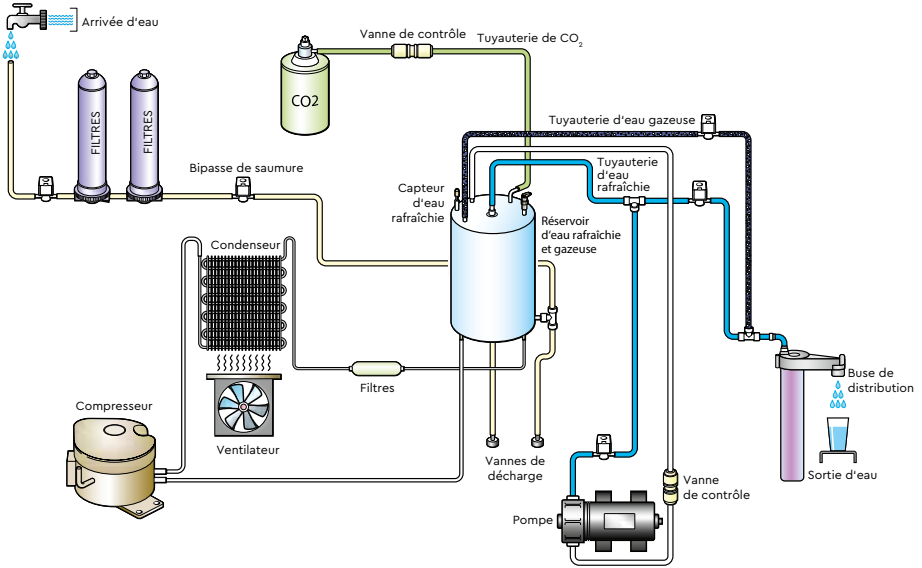 Arrivée d'eau
Vanne de contrôle
Tuyauterie de CO2
CO2
FILTRES
FILTRES
Tuyauterie d'eau gazeuse
Bipasse de saumure
Tuyauterie
d'eau
rafraîchie
Capteur
d'eau
rafraîchie
Réservoir
d'eau rafraîchie
et gazeuse
Condenseur
Filtres
Buse de
distribution
Compresseur
Ventilateur
Vannes de
décharge
Sortie d'eau
Vanne
de contrôle
Pompe